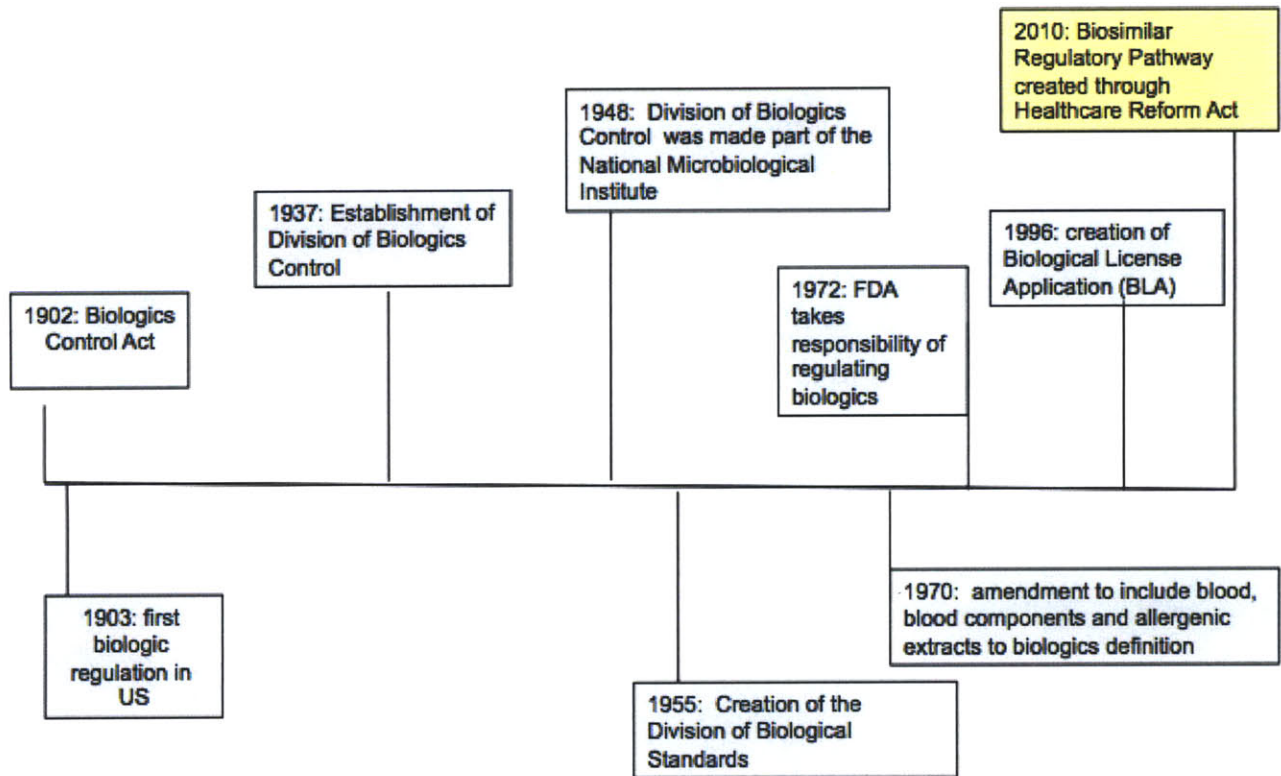 1902: Biologics
Control Act
1903: first
biologic
regulation in
US
1937: Establishment of
Division of Biologics
Control
1948: Division of Biologics
Control was made part of the
National Microbiological
Institute
1955: Creation of the
Division of Biological
Standards
1970: amendment to include blood,
blood components and allergenic
extracts to biologics definition
1972: FDA
takes
responsibility of
regulating
biologics
1996: creation of
Biological License
Application (BLA)
2010: Biosimilar
Regulatory Pathway
created through
Healthcare Reform Act